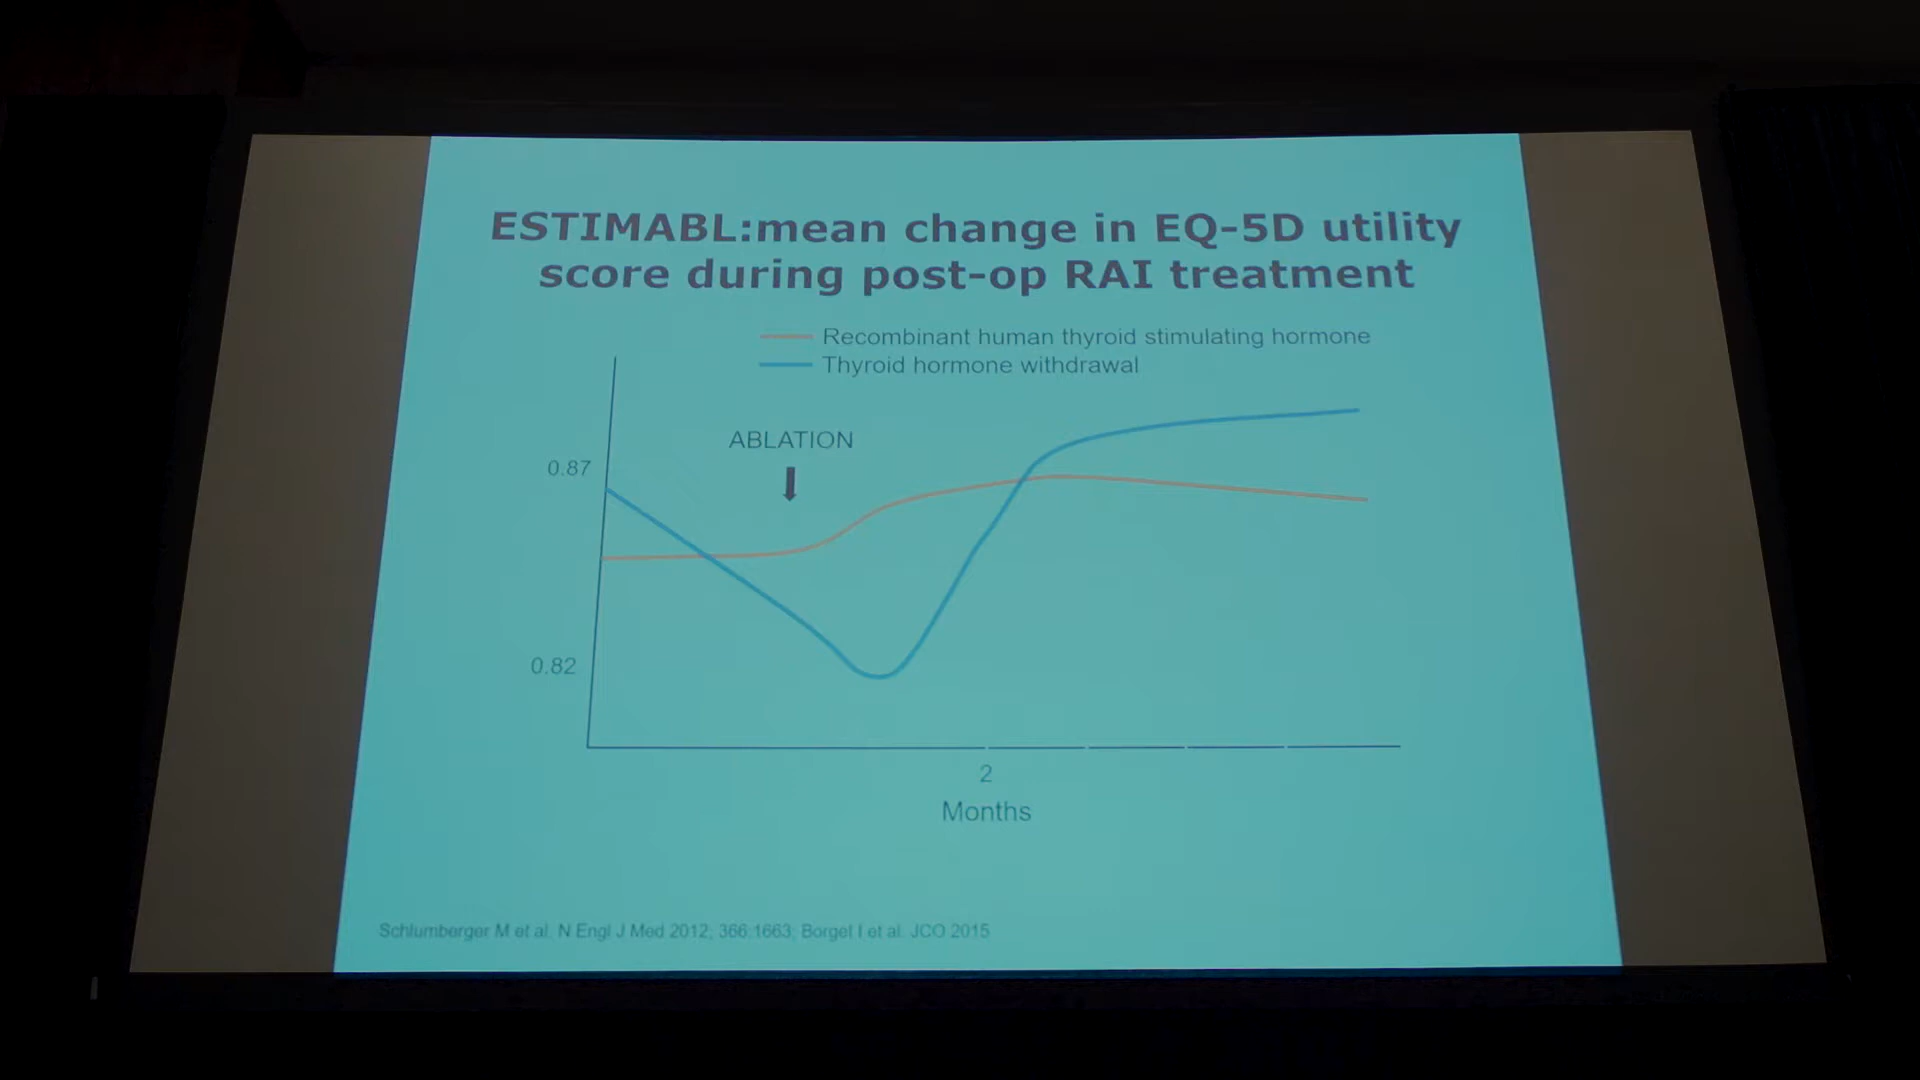 ESTIMABL:mean change in EQ-5D utility
score during post-op RAI treatment
Recombinant human thyroid stimulating hormone
Thyroid hormone withdrawal
ABLATION
0.87
0.82
2
Months
Schlumberger M et al. N Engl J Med 2012; 366:1663; Borget I et al. JCO 2015